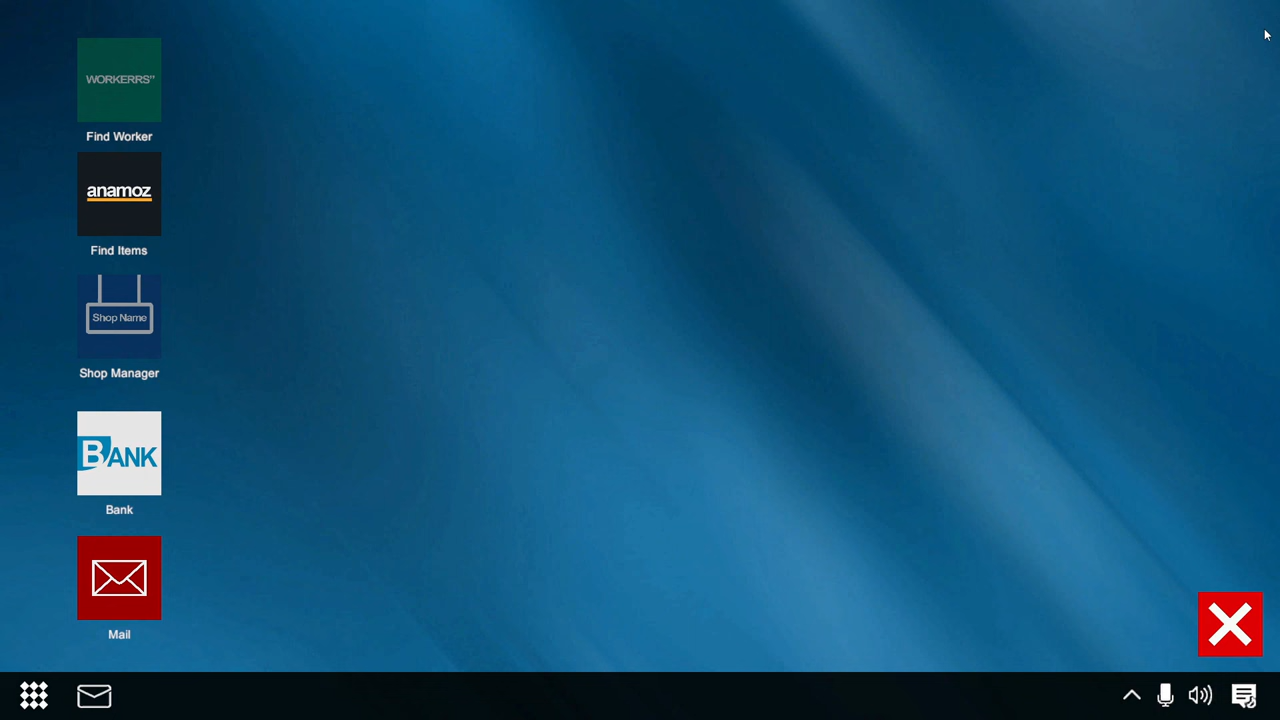 WORKERRS"
Find Worker
anamoz
Find Items
Shop Name
Shop Manager
BANK
Bank
Mail